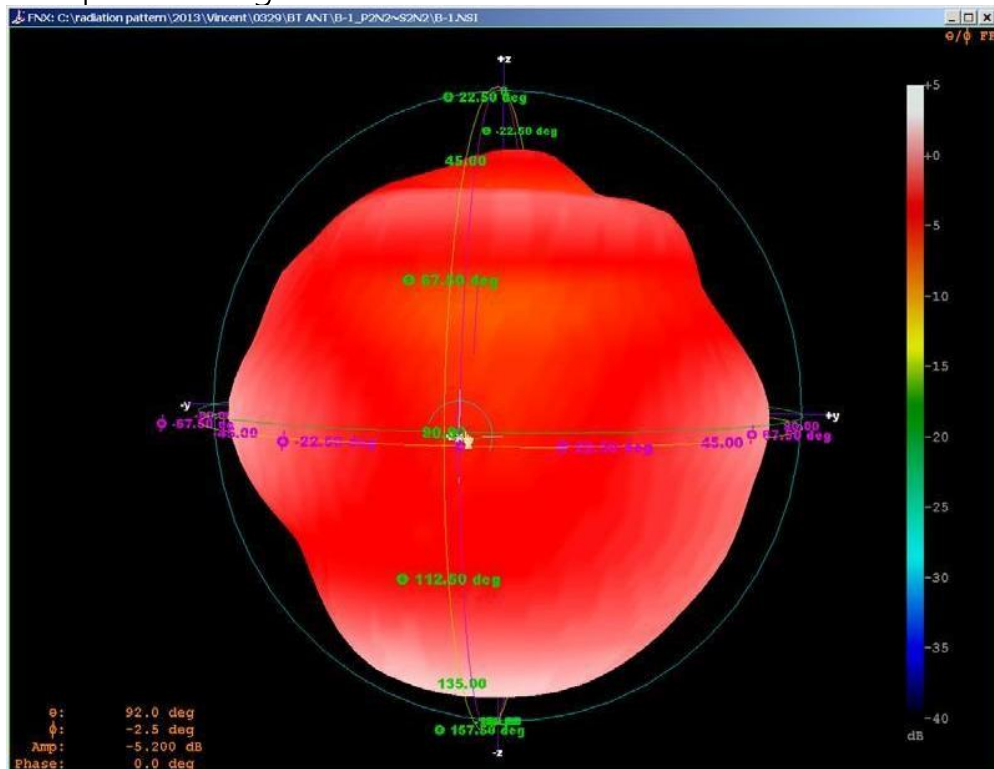 FNX: C:\radiation pattern\2013\Vincent\0329\BT ANT\B-1_P2N2~S2N2\B-1.NSI
Θ/ϕ FF
+z
Θ 22.50 deg
Θ -22.50 deg
45.00
+5
+0
-5
-10
-15
-20
-25
-30
-35
-40
dB
Θ 67.50 deg
-y
+y
ϕ -67.50 de
-45.00
ϕ -22.50 deg
45.00
ϕ 67.50 deg
Θ 112.50 deg
135.00
Θ 157.50 deg
-z
Θ: 92.0 deg
ϕ: -2.5 deg
Amp: -5.200 dB
Phase: 0.0 deg